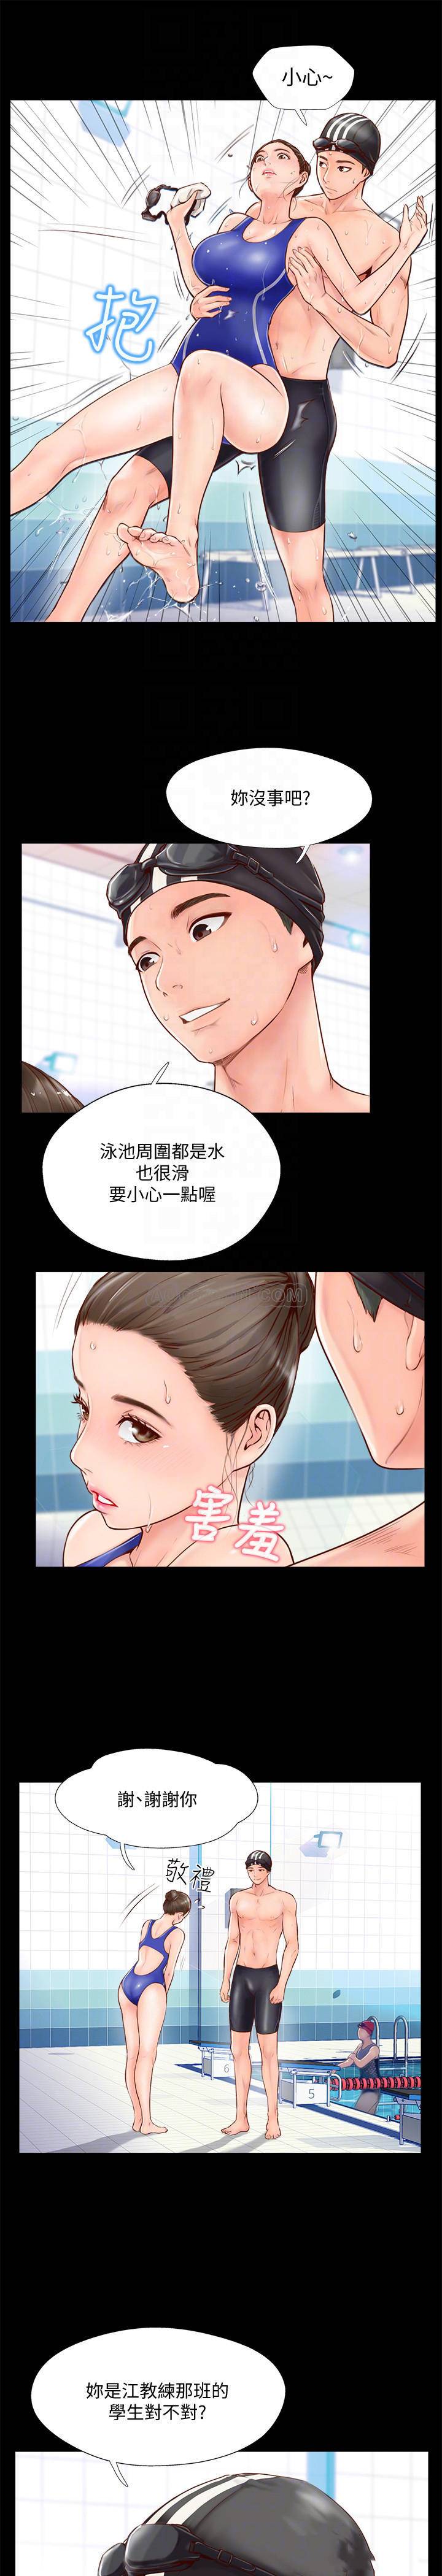 小心~
抱
妳沒事吧?
泳池周圍都是水
也很滑
要小心一點喔
害羞
謝、謝謝你
敬禮
6
5
妳是江教練那班的
學生對不對?